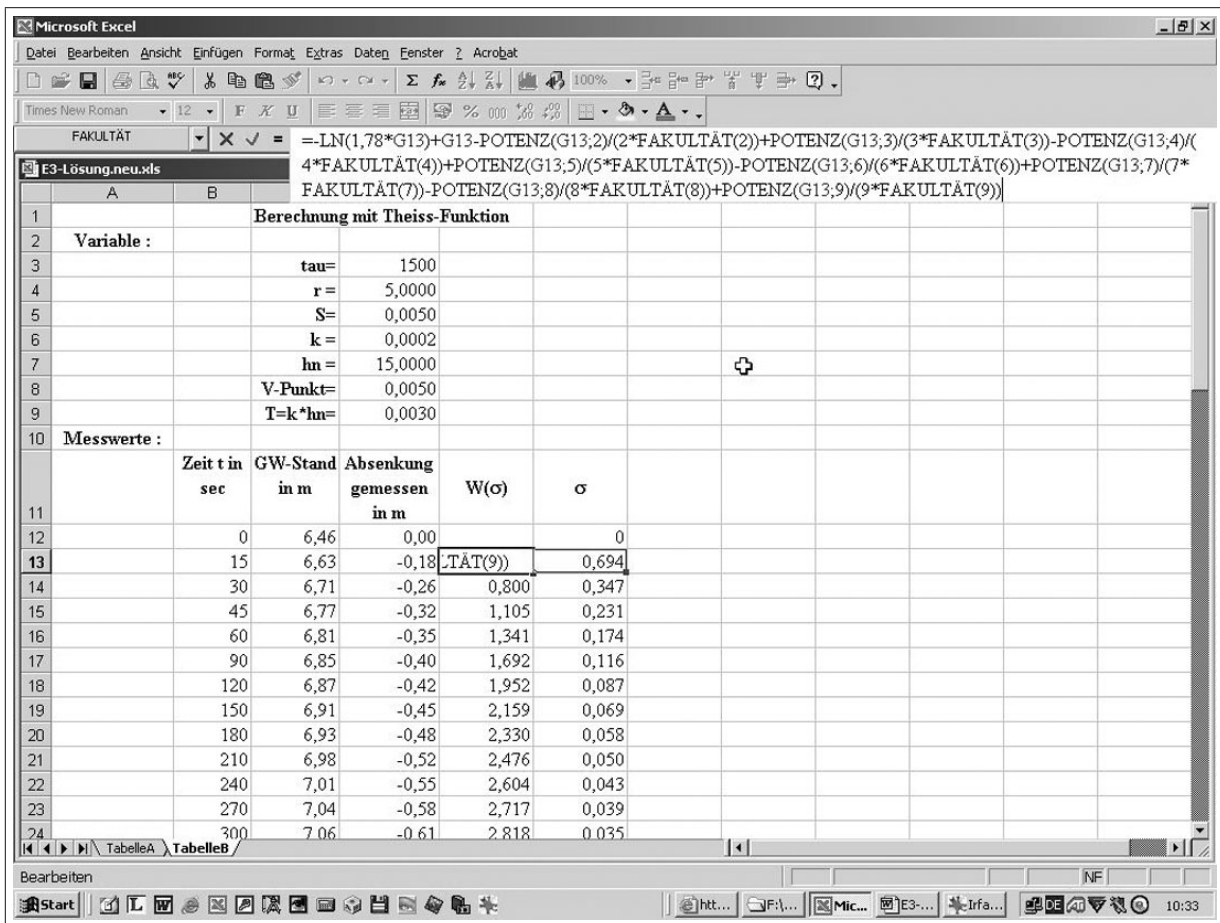 Microsoft Excel
Datei Bearbeiten Ansicht Einfügen Format Extras Daten Fenster ? Acrobat
100%
Times New Roman 12 F K U % 000
FAKULTÄT =
=-LN(1,78*G13)+G13-POTENZ(G13;2)/(2*FAKULTÄT(2))+POTENZ(G13;3)/(3*FAKULTÄT(3))-POTENZ(G13;4)/(
4*FAKULTÄT(4))+POTENZ(G13;5)/(5*FAKULTÄT(5))-POTENZ(G13;6)/(6*FAKULTÄT(6))+POTENZ(G13;7)/(7*
FAKULTÄT(7))-POTENZ(G13;8)/(8*FAKULTÄT(8))+POTENZ(G13;9)/(9*FAKULTÄT(9))
E3-Lösung.neu.xls
A B
1 Berechnung mit Theiss-Funktion
2 Variable :
3 tau= 1500
4 r = 5,0000
5 S= 0,0050
6 k = 0,0002
7 hn = 15,0000
8 V-Punkt= 0,0050
9 T=k*hn= 0,0030
10 Messwerte :
Zeit t in GW-Stand Absenkung
sec in m gemessen W(σ) σ
11 in m
12 0 6,46 0,00 0
13 15 6,63 -0,18 LTÄT(9)) 0,694
14 30 6,71 -0,26 0,800 0,347
15 45 6,77 -0,32 1,105 0,231
16 60 6,81 -0,35 1,341 0,174
17 90 6,85 -0,40 1,692 0,116
18 120 6,87 -0,42 1,952 0,087
19 150 6,91 -0,45 2,159 0,069
20 180 6,93 -0,48 2,330 0,058
21 210 6,98 -0,52 2,476 0,050
22 240 7,01 -0,55 2,604 0,043
23 270 7,04 -0,58 2,717 0,039
24 300 7,06 -0,61 2,818 0,035
TabelleA TabelleB
Bearbeiten NF
Start htt... F:\... Mic... E3-... Irfa... DE 10:33